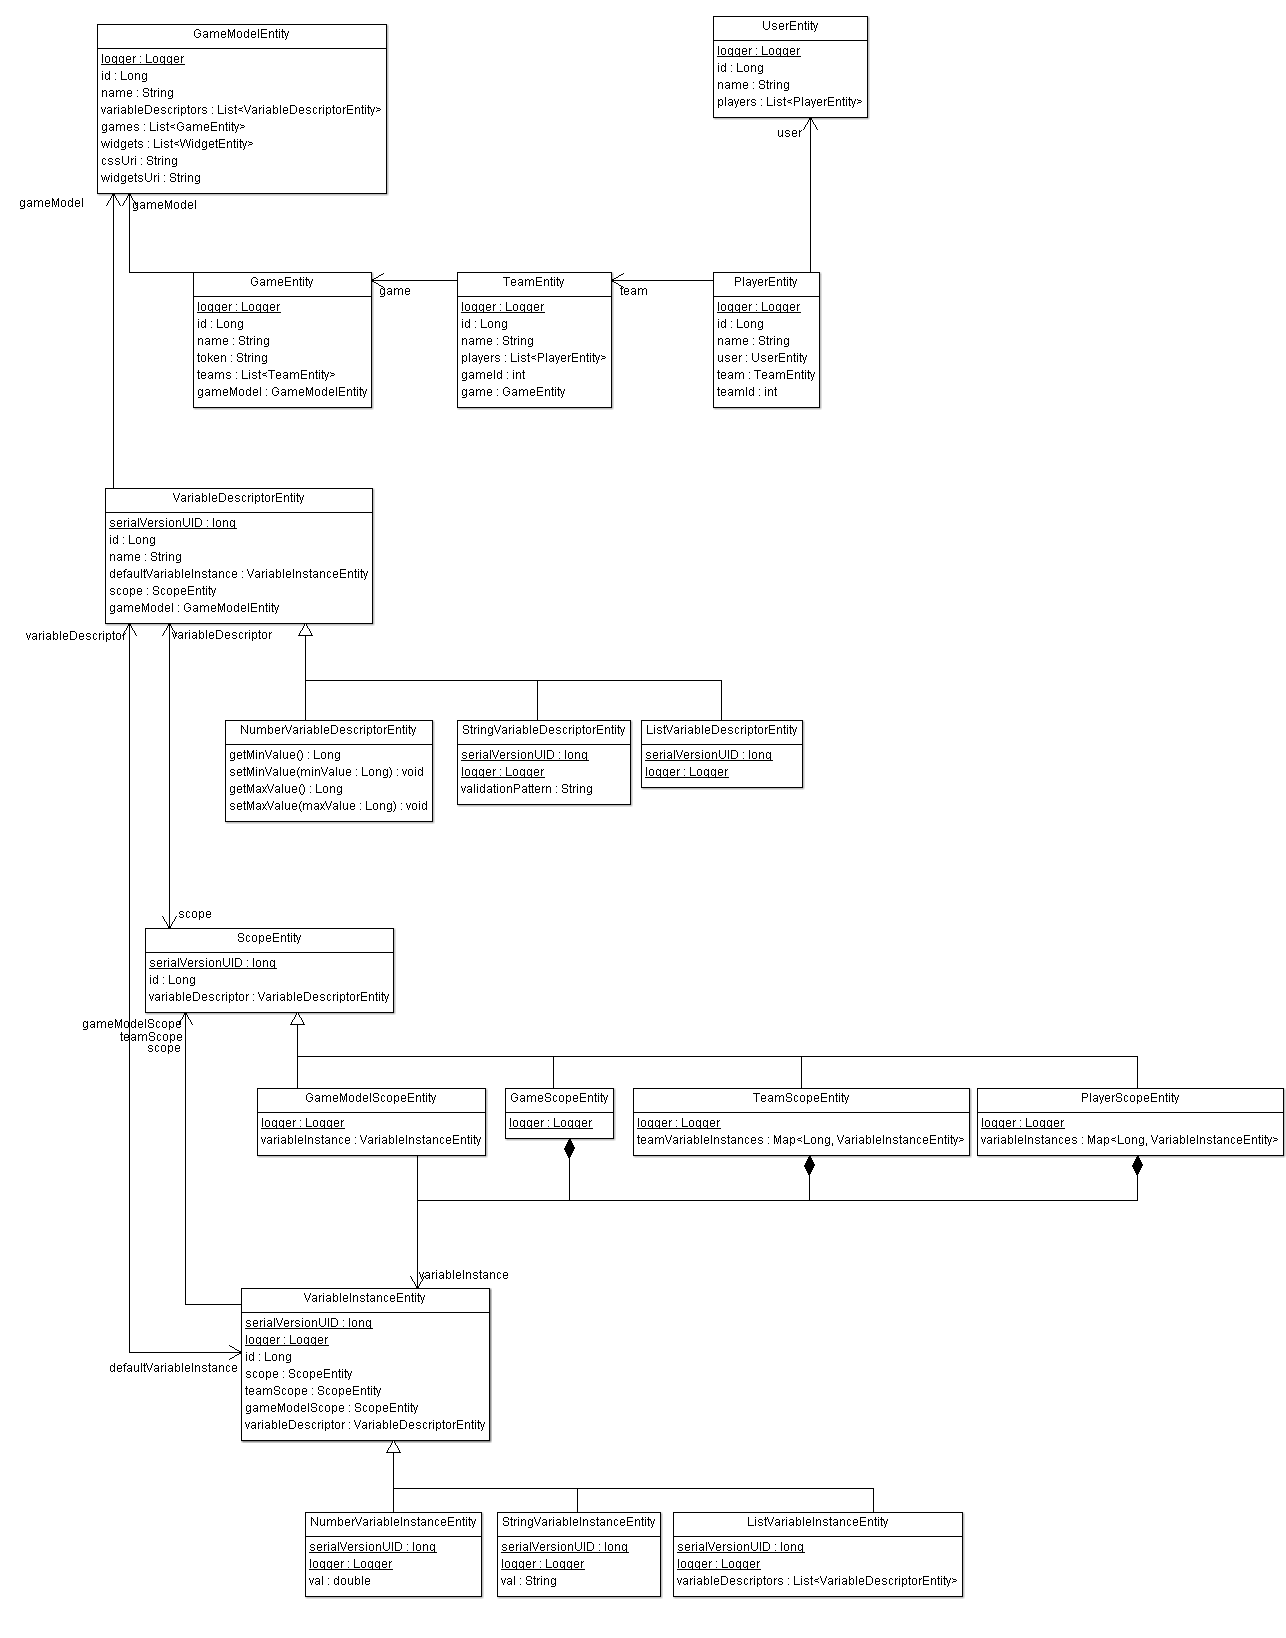 GameModelEntity
logger : Logger
id : Long
name : String
variableDescriptors : List<VariableDescriptorEntity>
games : List<GameEntity>
widgets : List<WidgetEntity>
cssUri : String
widgetsUri : String
UserEntity
logger : Logger
id : Long
name : String
players : List<PlayerEntity>
user
gameModel
gameModel
GameEntity
logger : Logger
id : Long
name : String
token : String
teams : List<TeamEntity>
gameModel : GameModelEntity
game
TeamEntity
logger : Logger
id : Long
name : String
players : List<PlayerEntity>
gameId : int
game : GameEntity
team
PlayerEntity
logger : Logger
id : Long
name : String
user : UserEntity
team : TeamEntity
teamId : int
VariableDescriptorEntity
serialVersionUID : long
id : Long
name : String
defaultVariableInstance : VariableInstanceEntity
scope : ScopeEntity
gameModel : GameModelEntity
variableDescriptor
variableDescriptor
NumberVariableDescriptorEntity
getMinValue() : Long
setMinValue(minValue : Long) : void
getMaxValue() : Long
setMaxValue(maxValue : Long) : void
StringVariableDescriptorEntity
serialVersionUID : long
logger : Logger
validationPattern : String
ListVariableDescriptorEntity
serialVersionUID : long
logger : Logger
scope
ScopeEntity
serialVersionUID : long
id : Long
variableDescriptor : VariableDescriptorEntity
gameModelScope
teamScope
scope
GameModelScopeEntity
logger : Logger
variableInstance : VariableInstanceEntity
GameScopeEntity
logger : Logger
TeamScopeEntity
logger : Logger
teamVariableInstances : Map<Long, VariableInstanceEntity>
PlayerScopeEntity
logger : Logger
variableInstances : Map<Long, VariableInstanceEntity>
variableInstance
VariableInstanceEntity
serialVersionUID : long
logger : Logger
id : Long
scope : ScopeEntity
teamScope : ScopeEntity
gameModelScope : ScopeEntity
variableDescriptor : VariableDescriptorEntity
defaultVariableInstance
NumberVariableInstanceEntity
serialVersionUID : long
logger : Logger
val : double
StringVariableInstanceEntity
serialVersionUID : long
logger : Logger
val : String
ListVariableInstanceEntity
serialVersionUID : long
logger : Logger
variableDescriptors : List<VariableDescriptorEntity>